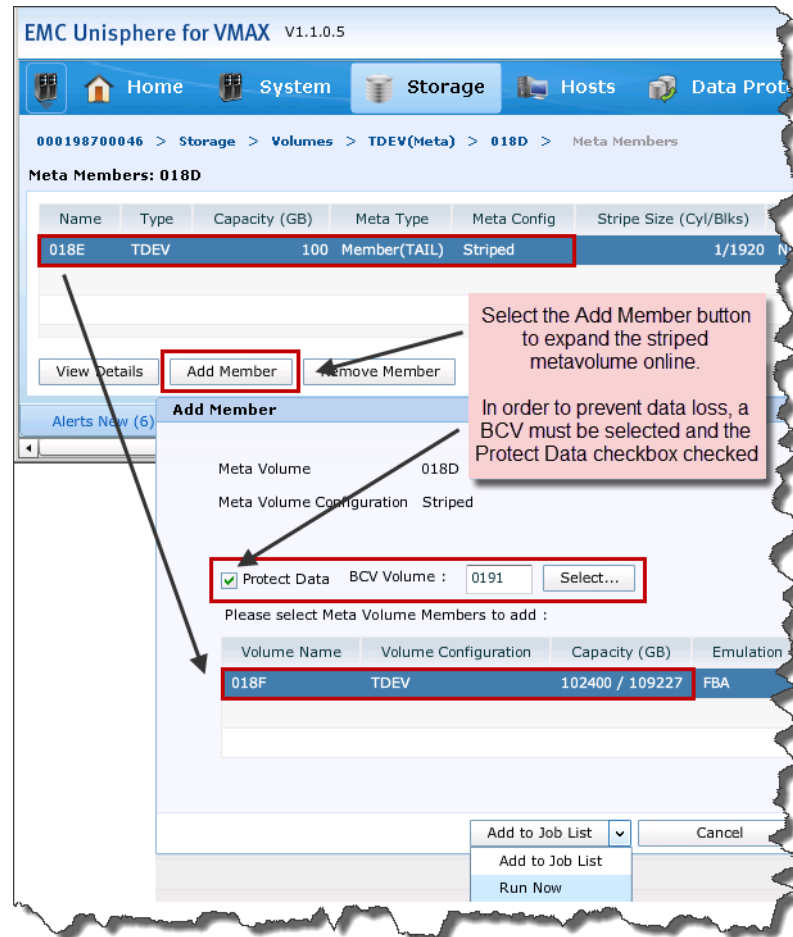 EMC Unisphere for VMAX V1.1.0.5
Home System Storage Hosts Data Prot
000198700046 > Storage > Volumes > TDEV(Meta) > 018D > Meta Members
Meta Members: 018D
Name Type Capacity (GB) Meta Type Meta Config Stripe Size (Cyl/Blks)
018E TDEV 100 Member(TAIL) Striped 1/1920 N
Select the Add Member button
to expand the striped
metavolume online.
In order to prevent data loss, a
BCV must be selected and the
Protect Data checkbox checked
View Details Add Member Remove Member
Alerts New (6)
Add Member
Meta Volume 018D
Meta Volume Configuration Striped
Protect Data BCV Volume : 0191 Select...
Please select Meta Volume Members to add :
Volume Name Volume Configuration Capacity (GB) Emulation
018F TDEV 102400 / 109227 FBA
Add to Job List Cancel
Add to Job List
Run Now